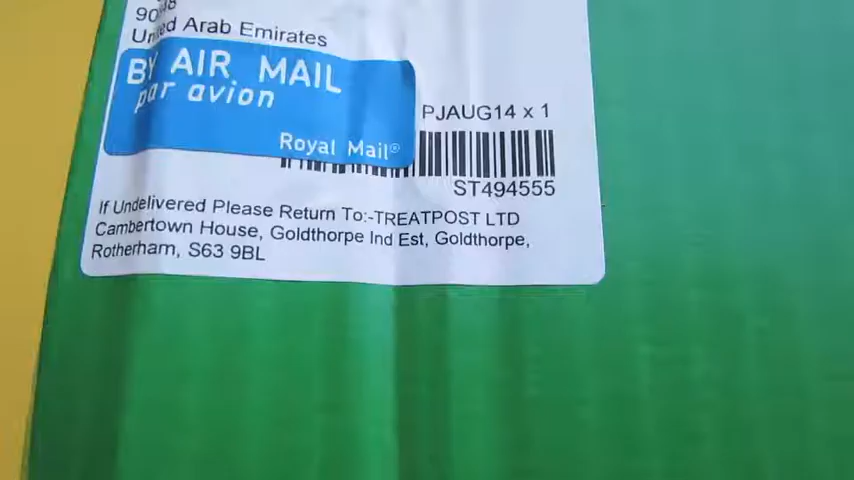 United Arab Emirates
BY AIR MAIL
par avion
Royal Mail®
PJAUG14 x 1
ST494555
If Undelivered Please Return To:-TREATPOST LTD
Cambertown House, Goldthorpe Ind Est, Goldthorpe,
Rotherham, S63 9BL